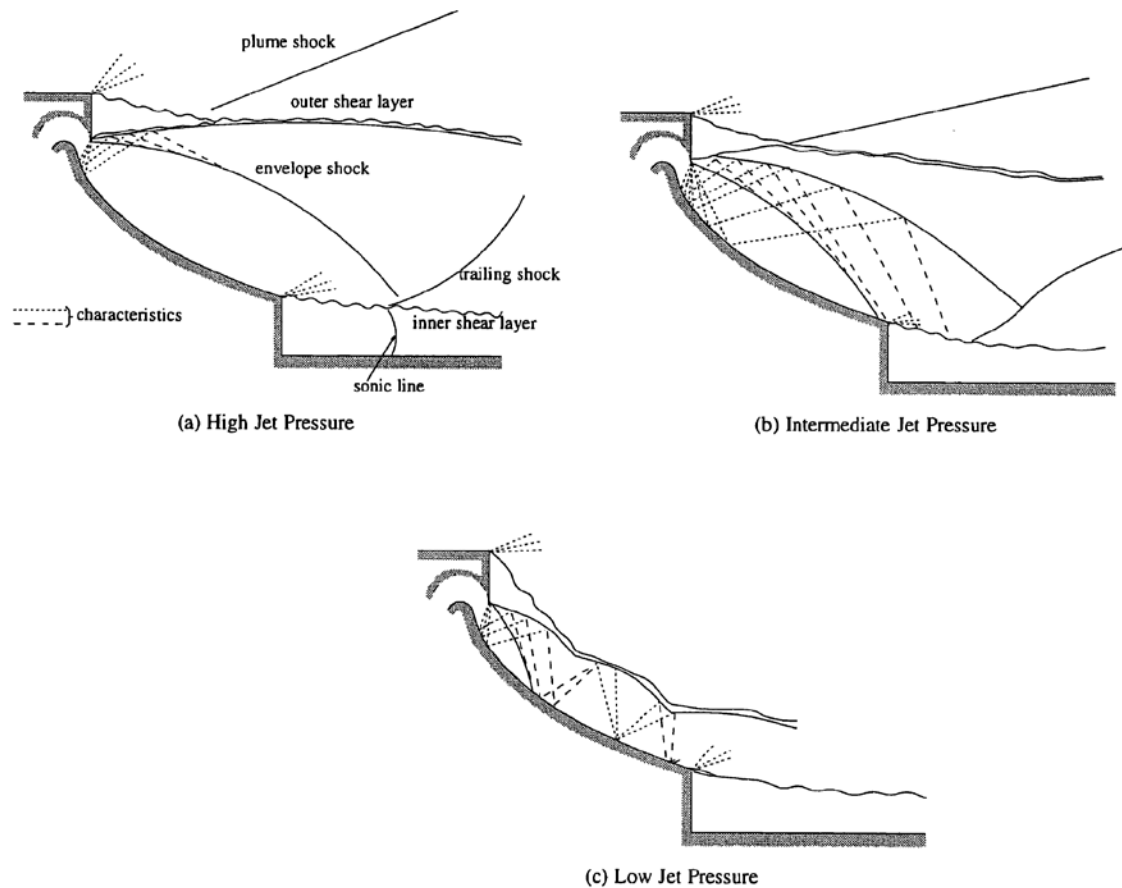 plume shock
outer shear layer
envelope shock
trailing shock
characteristics
inner shear layer
sonic line
(a) High Jet Pressure
(b) Intermediate Jet Pressure
(c) Low Jet Pressure